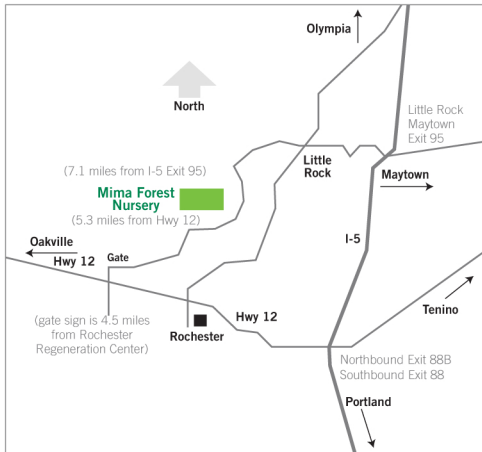 Olympia
North
Little Rock
Maytown
Exit 95
Little
Rock
(7.1 miles from I-5 Exit 95)
Maytown
Mima Forest
Nursery
(5.3 miles from Hwy 12)
I-5
Oakville
Hwy 12
Gate
Tenino
(gate sign is 4.5 miles
from Rochester
Regeneration Center)
Hwy 12
Rochester
Northbound Exit 88B
Southbound Exit 88
Portland